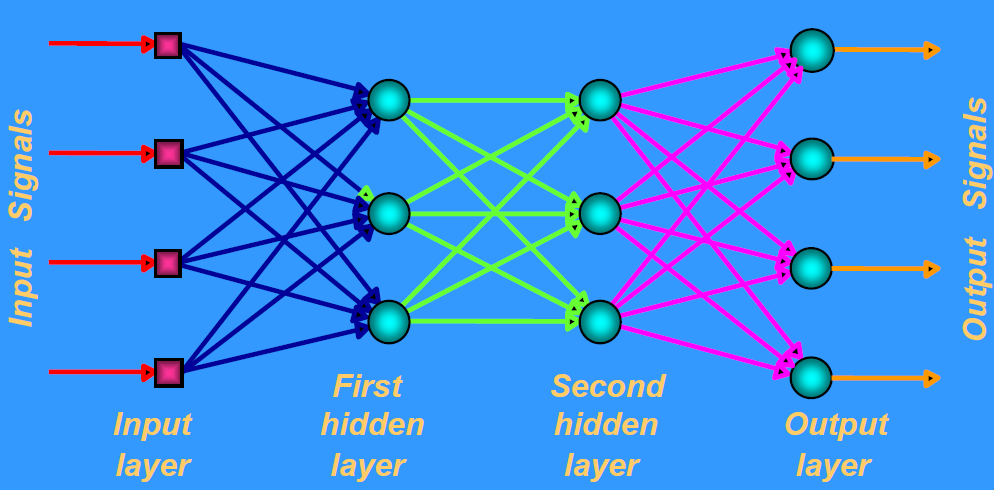 Input Signals
Output Signals
Input
layer
First
hidden
layer
Second
hidden
layer
Output
layer